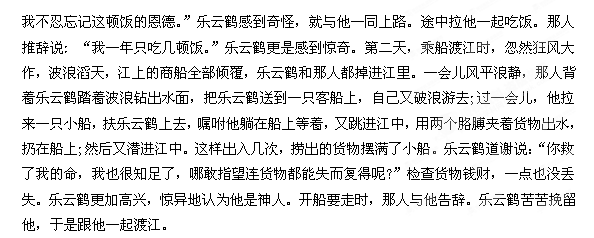 我不忍忘记这顿饭的恩德。”乐云鹤感到奇怪，就与他一同上路。途中拉他一起吃饭。那人
推辞说：“我一年只吃几顿饭。”乐云鹤更是感到惊奇。第二天，乘船渡江时，忽然狂风大
作，波浪滔天，江上的商船全部倾覆，乐云鹤和那人都掉进江里。一会儿风平浪静，那人背
着乐云鹤踏着波浪钻出水面，把乐云鹤送到一只客船上，自己又破浪游去；过一会儿，他拉
来一只小船，扶乐云鹤上去，嘱咐他躺在船上等着，又跳进江中，用两个胳膊夹着货物出水，
扔在船上；然后又潜进江中。这样出入几次，捞出的货物摆满了小船。乐云鹤道谢说：“你救
了我的命，我也很知足了，哪敢指望连货物都能失而复得呢？”检查货物钱财，一点也没丢
失。乐云鹤更加高兴，惊异地认为他是神人。开船要走时，那人与他告辞。乐云鹤苦苦挽留
他，于是跟他一起渡江。